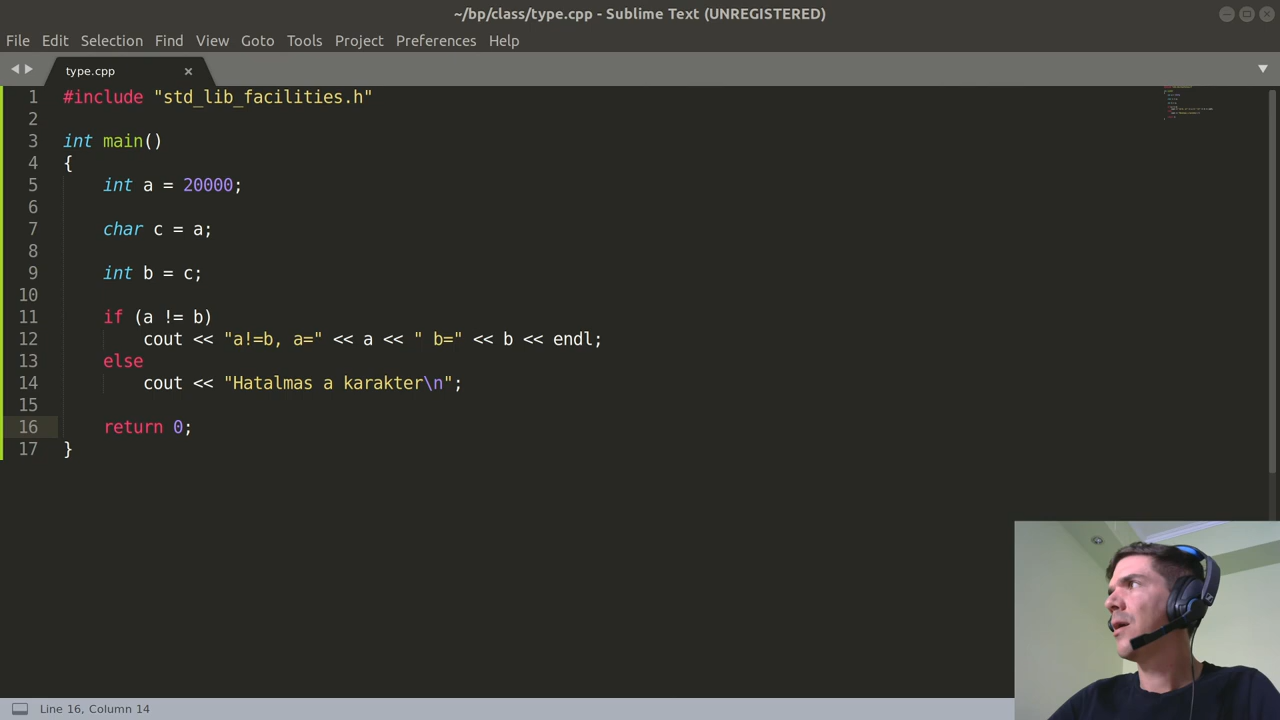 ~/bp/class/type.cpp - Sublime Text (UNREGISTERED)
File Edit Selection Find View Goto Tools Project Preferences Help
type.cpp
1 #include "std_lib_facilities.h"
2
3 int main()
4 {
5 int a = 20000;
6
7 char c = a;
8
9 int b = c;
10
11 if (a != b)
12 cout << "a!=b, a=" << a << " b=" << b << endl;
13 else
14 cout << "Hatalmas a karakter\n";
15
16 return 0;
17 }
Line 16, Column 14